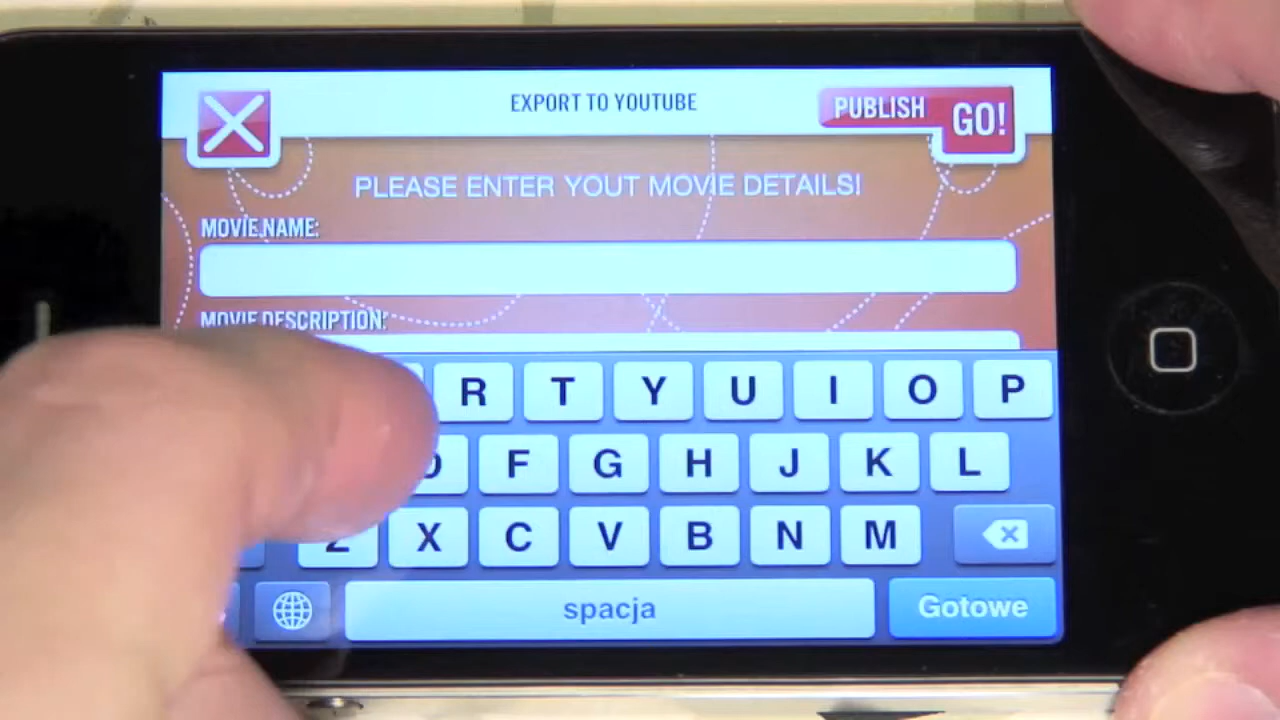 EXPORT TO YOUTUBE
PUBLISH GO!
PLEASE ENTER YOUT MOVIE DETAILS!
MOVIE NAME:
MOVIE DESCRIPTION:
R T Y U I O P
D F G H J K L
Z X C V B N M
spacja Gotowe